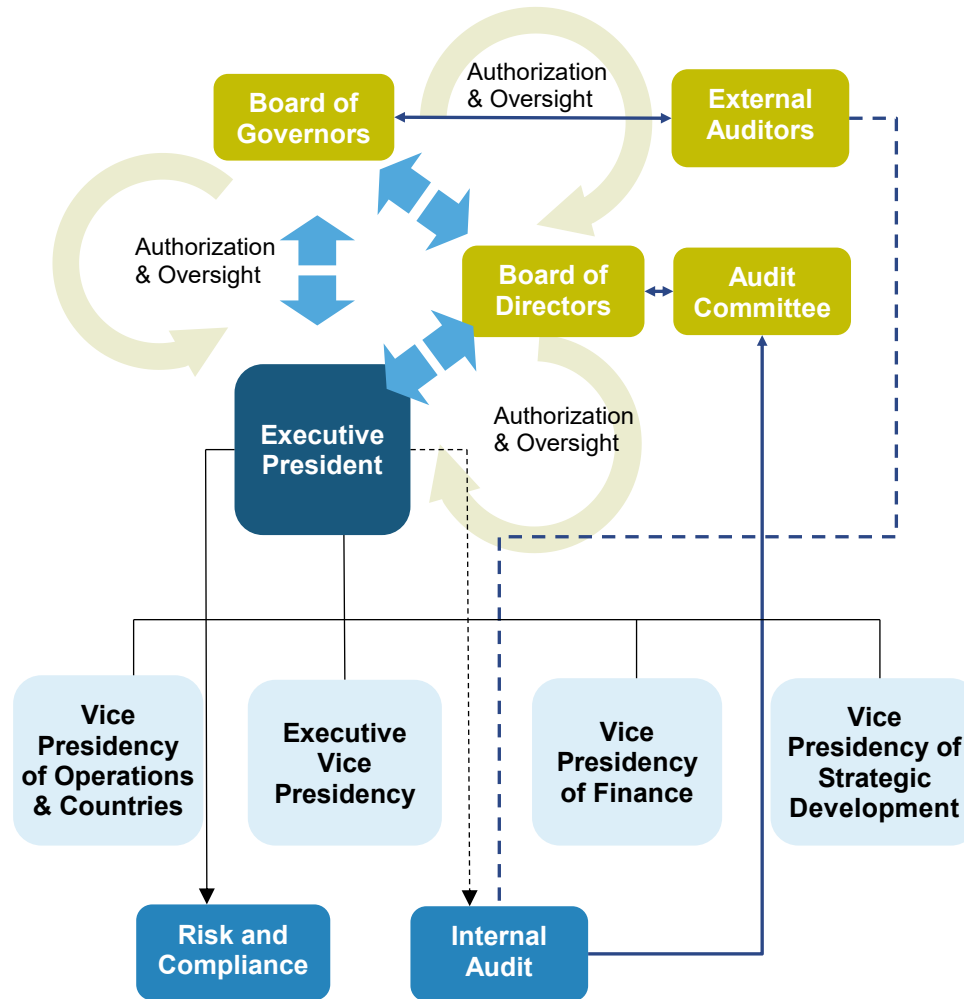 Authorization
& Oversight
Board of
Governors
External
Auditors
Authorization
& Oversight
Board of
Directors
Audit
Committee
Executive
President
Authorization
& Oversight
Vice
Presidency
of Operations
& Countries
Executive
Vice
Presidency
Vice
Presidency
of Finance
Vice
Presidency of
Strategic
Development
Risk and
Compliance
Internal
Audit